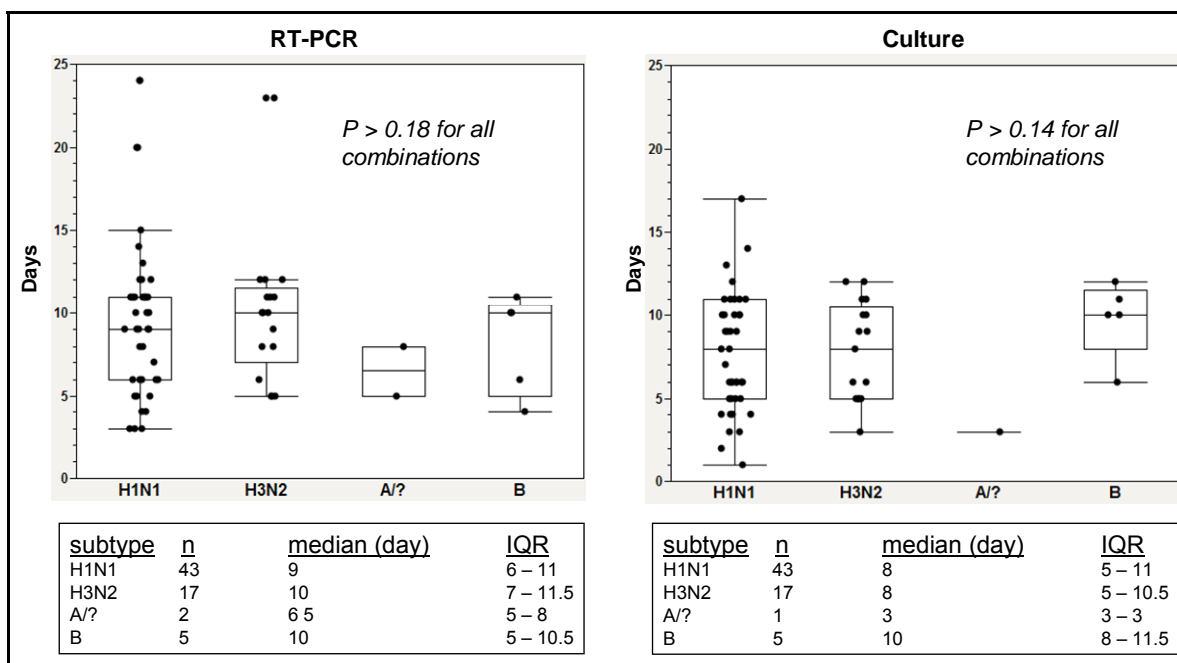 RT-PCR
25
20
15
10
5
0
Days
P > 0.18 for all
combinations
H1N1 H3N2 A/? B
subtype n median (day) IQR
H1N1 43 9 6 – 11
H3N2 17 10 7 – 11.5
A/? 2 6 5 5 – 8
B 5 10 5 – 10.5
Culture
25
20
15
10
5
0
Days
P > 0.14 for all
combinations
H1N1 H3N2 A/? B
subtype n median (day) IQR
H1N1 43 8 5 – 11
H3N2 17 8 5 – 10.5
A/? 1 3 3 – 3
B 5 10 8 – 11.5